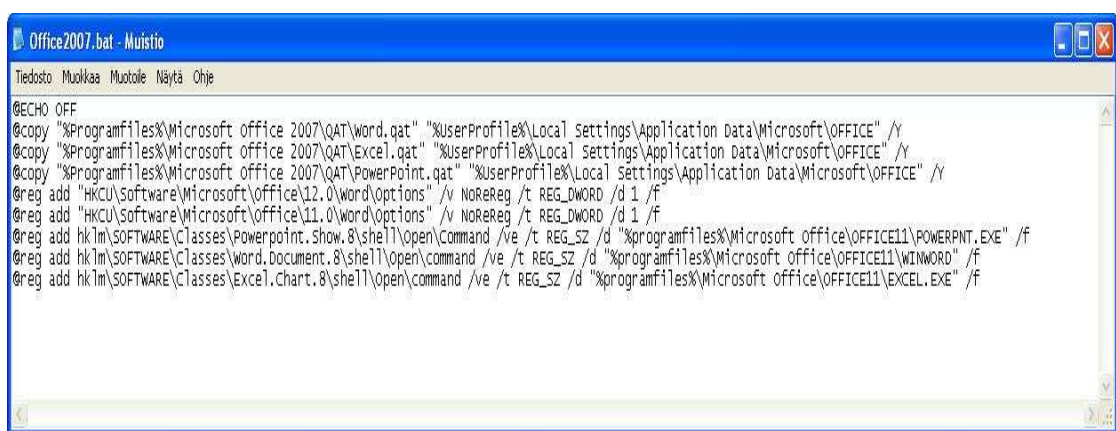 Office2007.bat - Muistio
Tiedosto Muokkaa Muotoile Näytä Ohje
@ECHO OFF
@copy "%Programfiles%\Microsoft Office 2007\QAT\Word.qat" "%UserProfile%\Local Settings\Application Data\Microsoft\OFFICE" /Y
@copy "%Programfiles%\Microsoft Office 2007\QAT\Excel.qat" "%UserProfile%\Local Settings\Application Data\Microsoft\OFFICE" /Y
@copy "%Programfiles%\Microsoft Office 2007\QAT\PowerPoint.qat" "%UserProfile%\Local Settings\Application Data\Microsoft\OFFICE" /Y
@reg add "HKCU\Software\Microsoft\Office\12.0\Word\Options" /v NoReReg /t REG_DWORD /d 1 /f
@reg add "HKCU\Software\Microsoft\Office\11.0\Word\Options" /v NoReReg /t REG_DWORD /d 1 /f
@reg add hklm\SOFTWARE\Classes\Powerpoint.Show.8\shell\Open\Command /ve /t REG_SZ /d "%programfiles%\Microsoft Office\OFFICE11\POWERPNT.EXE" /f
@reg add hklm\SOFTWARE\Classes\Word.Document.8\shell\Open\command /ve /t REG_SZ /d "%programfiles%\Microsoft Office\OFFICE11\WINWORD" /f
@reg add hklm\SOFTWARE\Classes\Excel.Chart.8\shell\Open\command /ve /t REG_SZ /d "%programfiles%\Microsoft Office\OFFICE11\EXCEL.EXE" /f